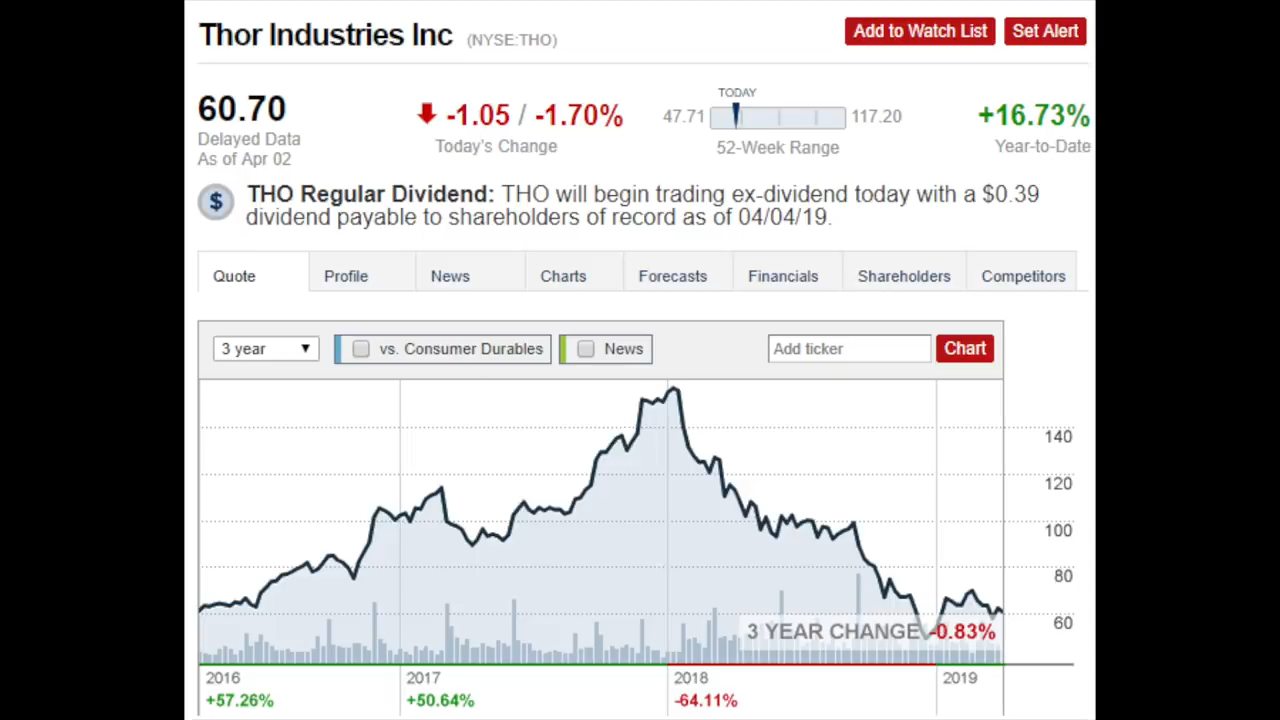 Thor Industries Inc (NYSE:THO)
Add to Watch List
Set Alert
60.70
Delayed Data
As of Apr 02
-1.05 / -1.70%
Today's Change
TODAY
47.71
117.20
52-Week Range
+16.73%
Year-to-Date
$
THO Regular Dividend: THO will begin trading ex-dividend today with a $0.39
dividend payable to shareholders of record as of 04/04/19.
Quote
Profile
News
Charts
Forecasts
Financials
Shareholders
Competitors
3 year
vs. Consumer Durables
News
Add ticker
Chart
140
120
100
80
60
3 YEAR CHANGE -0.83%
2016
2017
2018
2019
+57.26%
+50.64%
-64.11%